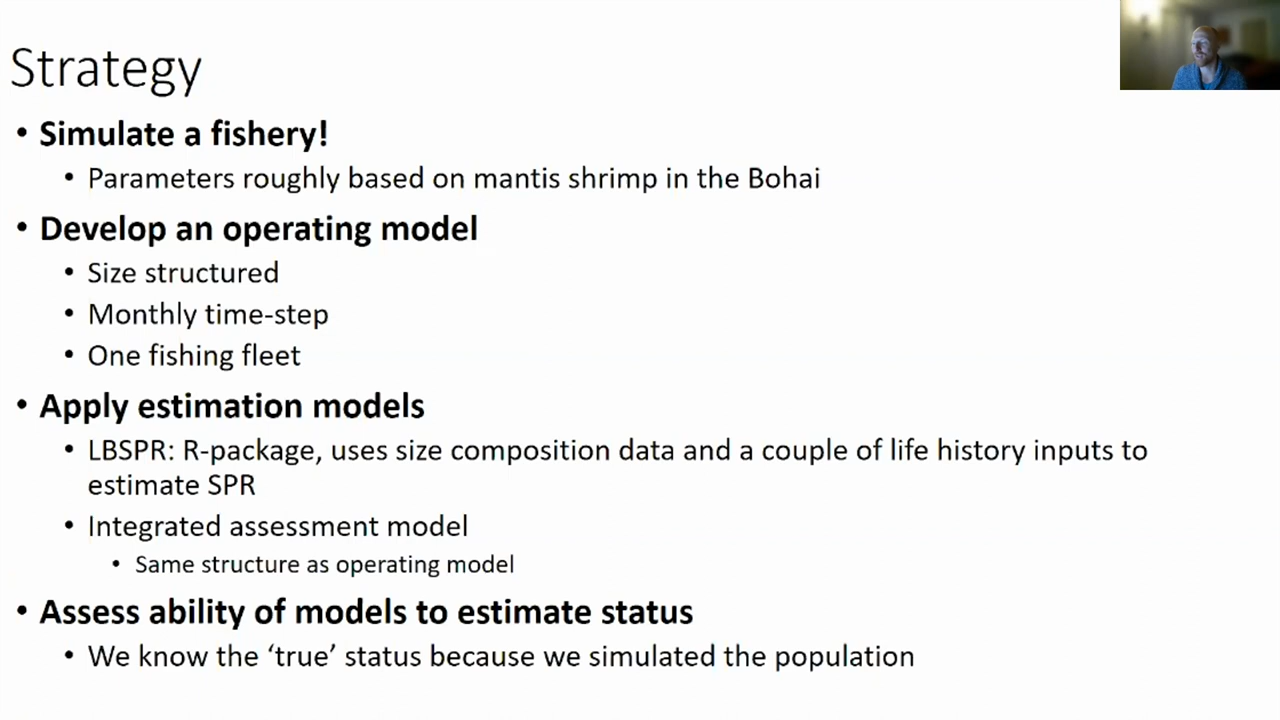 Strategy
• Simulate a fishery!
• Parameters roughly based on mantis shrimp in the Bohai
• Develop an operating model
• Size structured
• Monthly time-step
• One fishing fleet
• Apply estimation models
• LBSPR: R-package, uses size composition data and a couple of life history inputs to
estimate SPR
• Integrated assessment model
• Same structure as operating model
• Assess ability of models to estimate status
• We know the ‘true’ status because we simulated the population